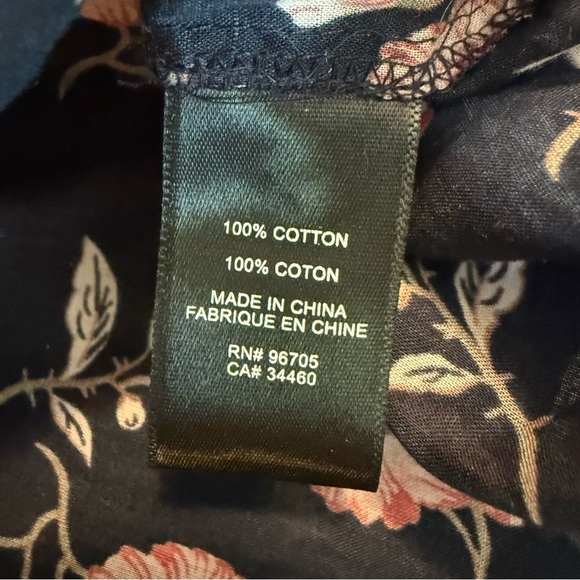 100% COTTON
100% COTON
MADE IN CHINA
FABRIQUE EN CHINE
RN# 96705
CA# 34460